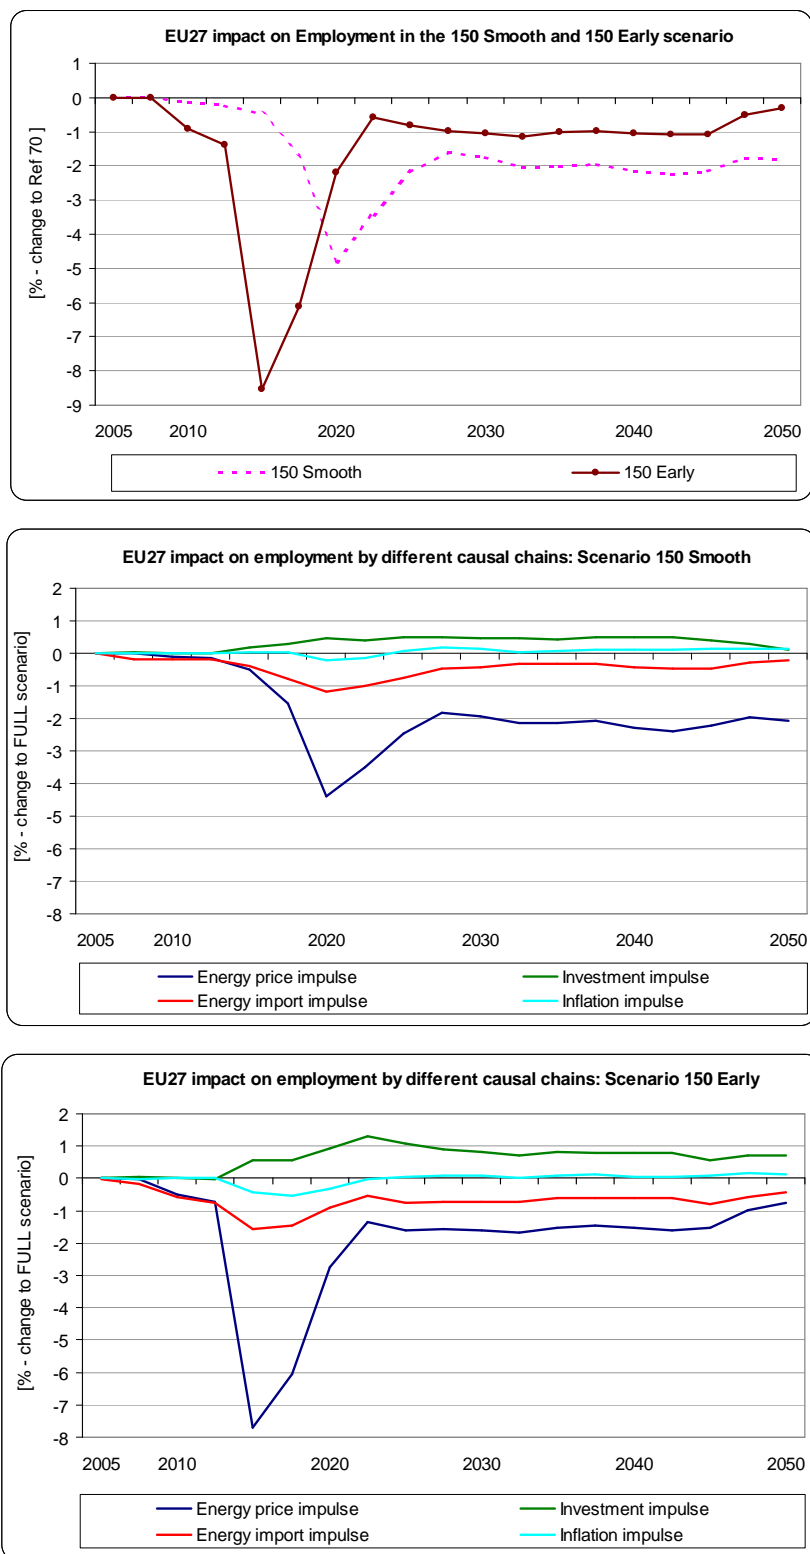 EU27 impact on Employment in the 150 Smooth and 150 Early scenario
[% - change to Ref 70 ]
1
0
-1
-2
-3
-4
-5
-6
-7
-8
-9
2005 2010 2020 2030 2040 2050
150 Smooth 150 Early
EU27 impact on employment by different causal chains: Scenario 150 Smooth
[% - change to FULL scenario]
2
1
0
-1
-2
-3
-4
-5
-6
-7
-8
2005 2010 2020 2030 2040 2050
Energy price impulse Investment impulse
Energy import impulse Inflation impulse
EU27 impact on employment by different causal chains: Scenario 150 Early
[% - change to FULL scenario]
2
1
0
-1
-2
-3
-4
-5
-6
-7
-8
2005 2010 2020 2030 2040 2050
Energy price impulse Investment impulse
Energy import impulse Inflation impulse